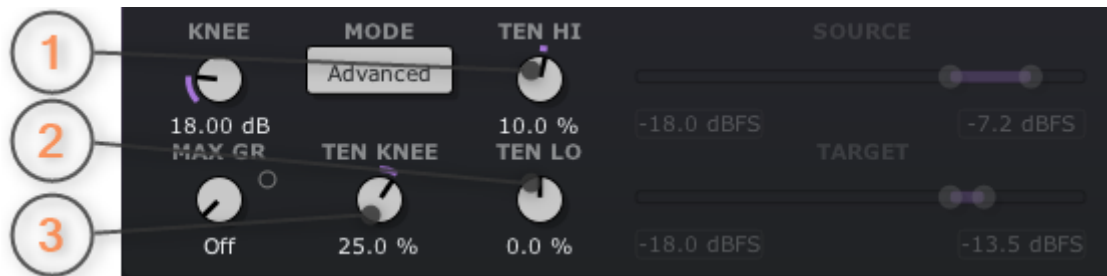 KNEE MODE TEN HI SOURCE
1
Advanced
18.00 dB 10.0 % -18.0 dBFS -7.2 dBFS
2
MAX GR TEN KNEE TEN LO TARGET
3
Off 25.0 % 0.0 % -18.0 dBFS -13.5 dBFS